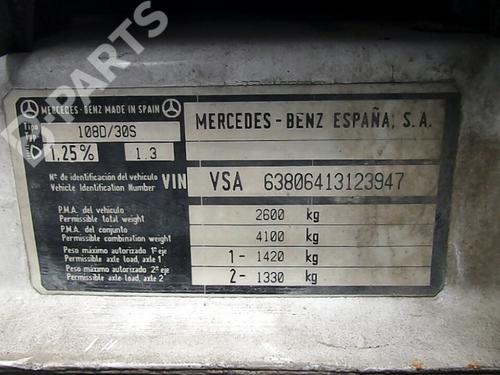 B PARTS
MERCEDES-BENZ MADE IN SPAIN
MERCEDES - BENZ ESPAÑA, S.A.
Tipo
Typ
108D/30S
1,25% 1.3
Nº de identificación del vehículo
Vehicle Identification Number VIN VSA 63806413123947
P.M.A. del vehículo
Permissible total weight 2600 kg
P.M.A. del conjunto
Permissible combination weight 4100 kg
Peso máximo autorizado 1º eje
Permissible axle load, axle 1 1- 1420 kg
Peso máximo autorizado 2º eje
Permissible axle load, axle 2 2- 1330 kg